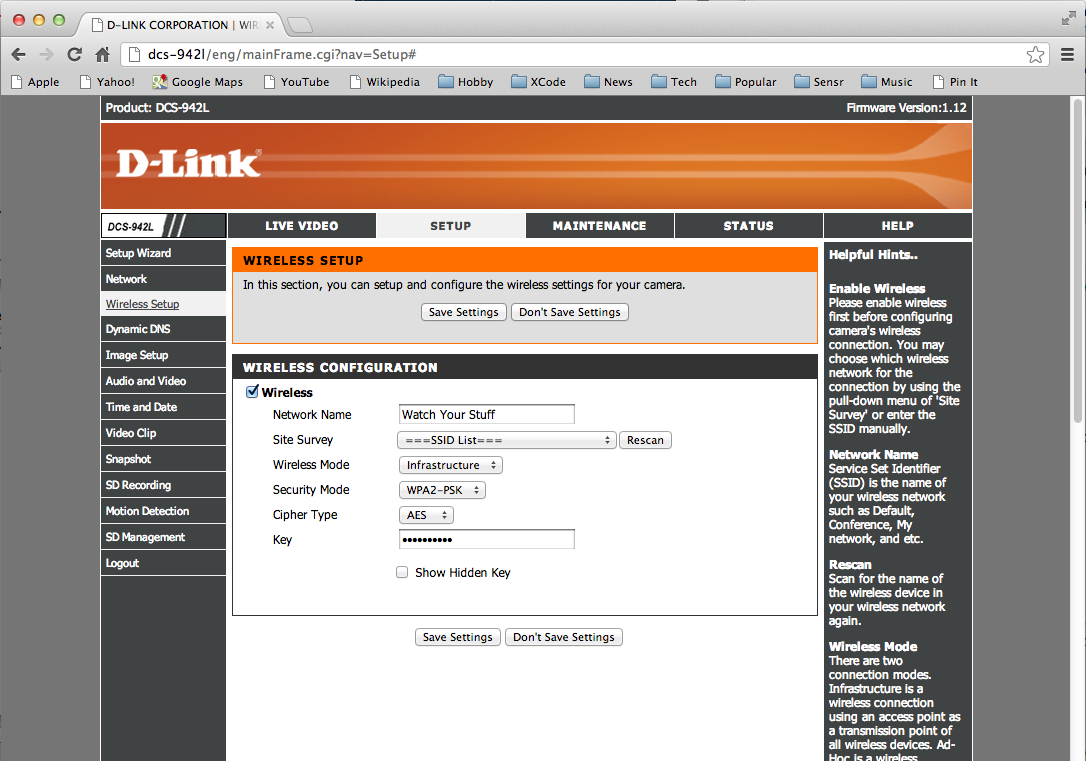 D-LINK CORPORATION | WIR
dcs-942l/eng/mainFrame.cgi?nav=Setup#
Apple Yahoo! Google Maps YouTube Wikipedia Hobby XCode News Tech Popular Sensr Music Pin It
Product: DCS-942L Firmware Version:1.12
D-Link®
DCS-942L LIVE VIDEO SETUP MAINTENANCE STATUS HELP
Setup Wizard
Network
Wireless Setup
Dynamic DNS
Image Setup
Audio and Video
Time and Date
Video Clip
Snapshot
SD Recording
Motion Detection
SD Management
Logout
WIRELESS SETUP
In this section, you can setup and configure the wireless settings for your camera.
Save Settings Don't Save Settings
WIRELESS CONFIGURATION
Wireless
Network Name Watch Your Stuff
Site Survey ===SSID List=== Rescan
Wireless Mode Infrastructure
Security Mode WPA2-PSK
Cipher Type AES
Key ••••••••••
Show Hidden Key
Save Settings Don't Save Settings
Helpful Hints..
Enable Wireless
Please enable wireless
first before configuring
camera's wireless
connection. You may
choose which wireless
network for the
connection by using the
pull-down menu of 'Site
Survey' or enter the
SSID manually.
Network Name
Service Set Identifier
(SSID) is the name of
your wireless network
such as Default,
Conference, My
network, and etc.
Rescan
Scan for the name of
the wireless device in
your wireless network
again.
Wireless Mode
There are two
connection modes.
Infrastructure is a
wireless connection
using an access point as
a transmission point of
all wireless devices. Ad-
Hoc is a wireless